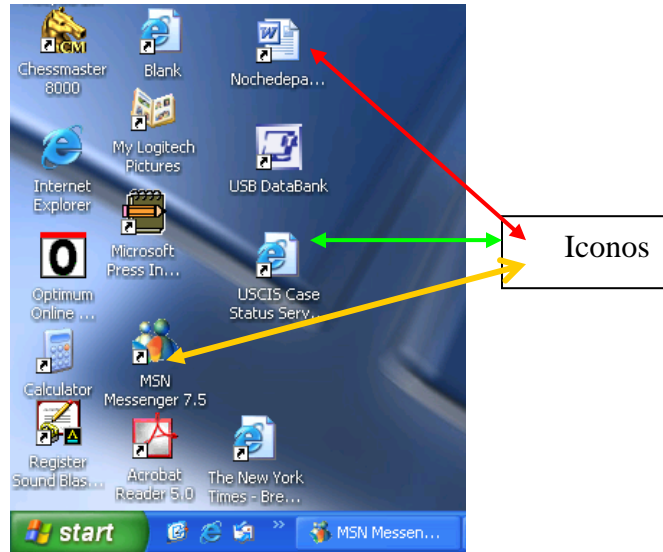 CM
Chessmaster
8000
Blank
Nochedepa...
My Logitech
Pictures
Internet
Explorer
USB DataBank
Microsoft
Press In...
Iconos
O
Optimum
Online ...
USCIS Case
Status Serv...
Calculator
MSN
Messenger 7.5
Register
Sound Blas...
Acrobat
Reader 5.0
The New York
Times - Bre...
start
»
MSN Messen...